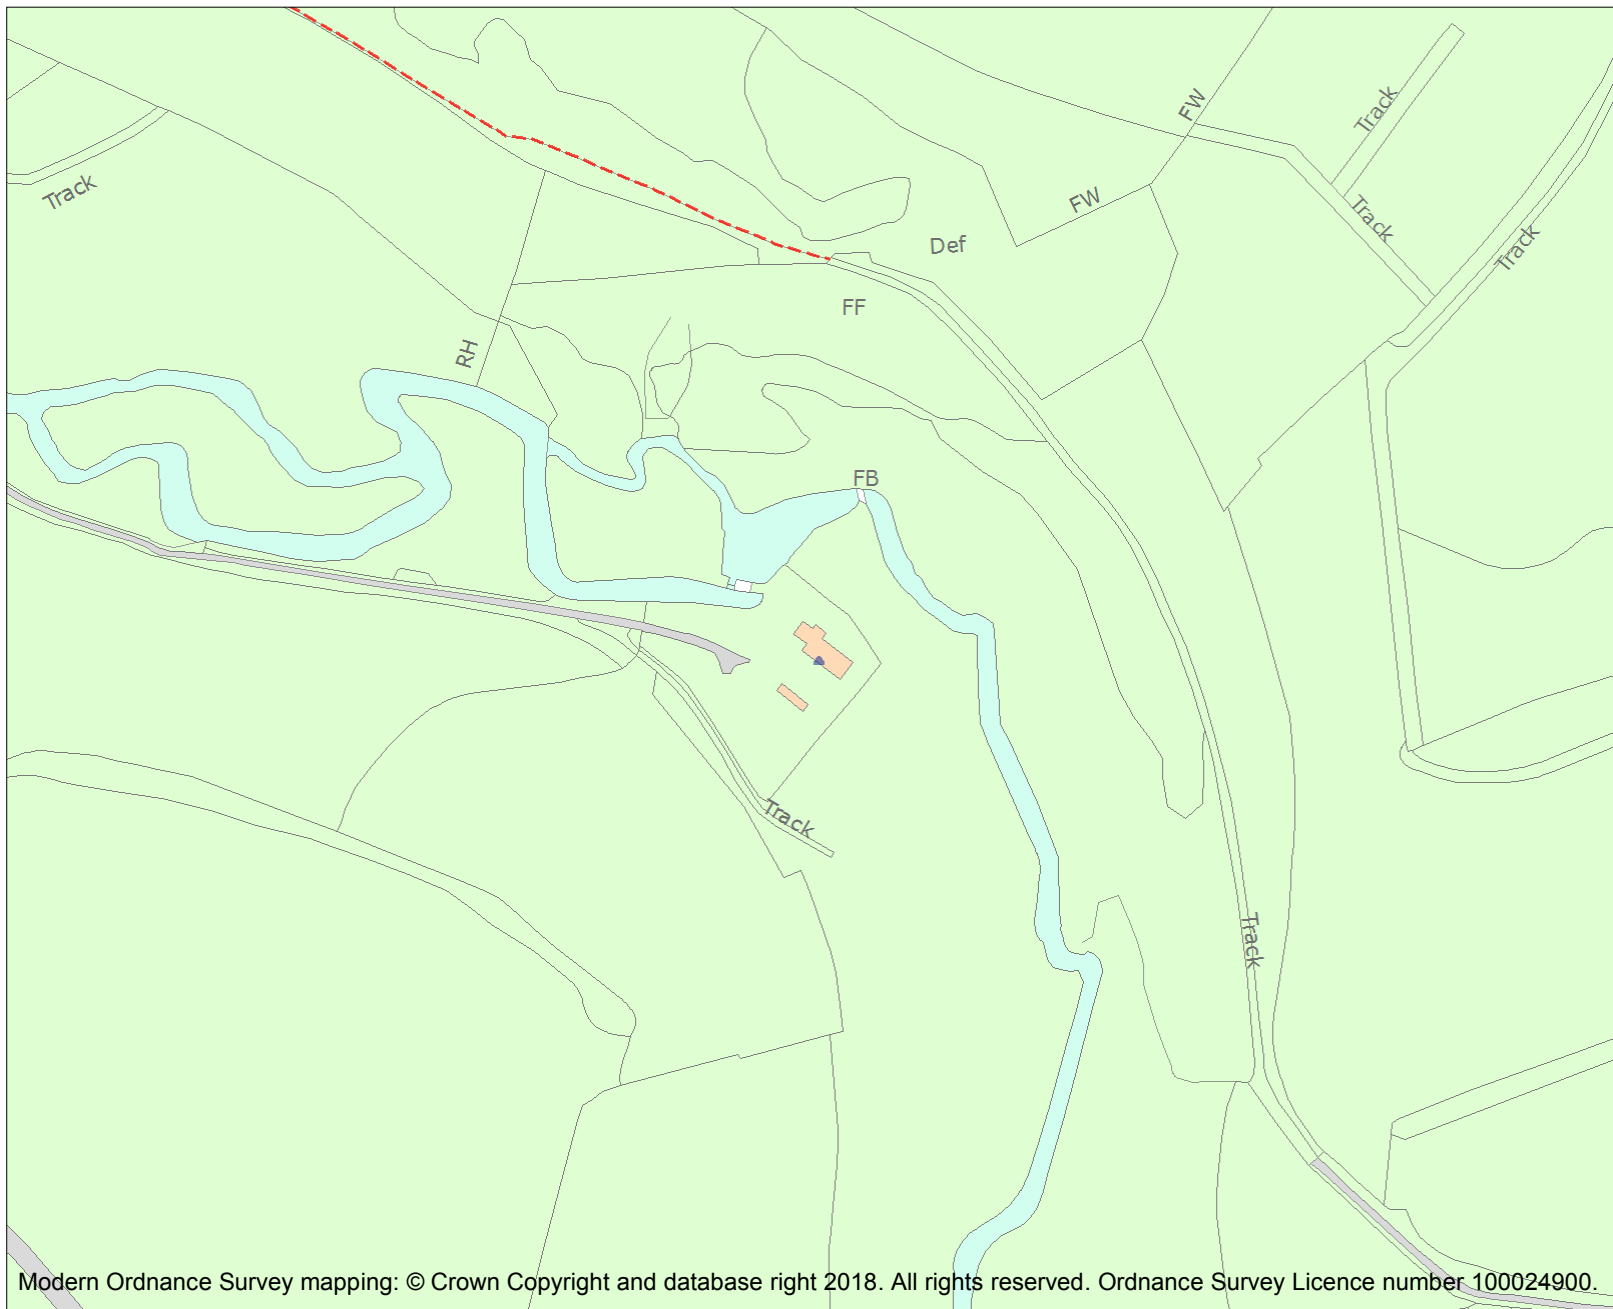 FW
Track
Track
FW
Track
Track
Def
FF
RH
FB
Track
Track
Modern Ordnance Survey mapping: © Crown Copyright and database right 2018. All rights reserved. Ordnance Survey Licence number 100024900.